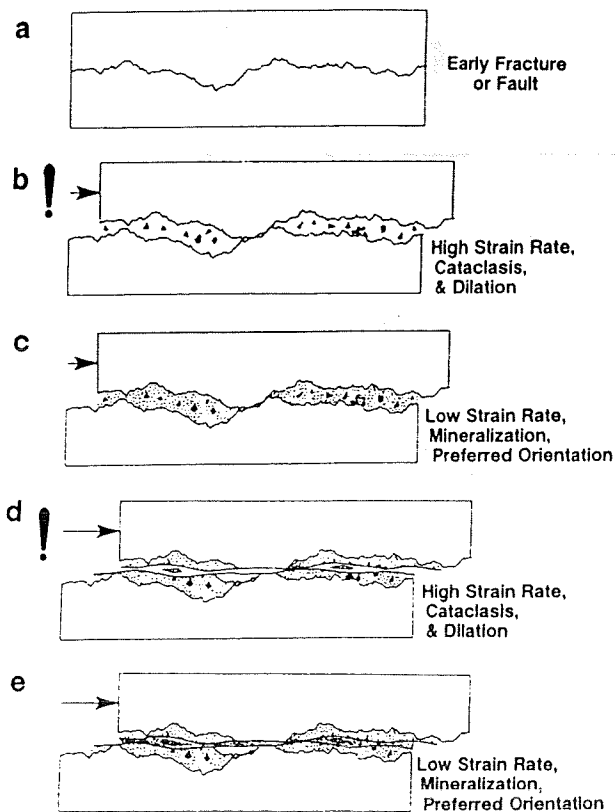 a
Early Fracture
or Fault
b !
High Strain Rate,
Cataclasis,
& Dilation
c
Low Strain Rate,
Mineralization,
Preferred Orientation
d !
High Strain Rate,
Cataclasis,
& Dilation
e
Low Strain Rate,
Mineralization,
Preferred Orientation